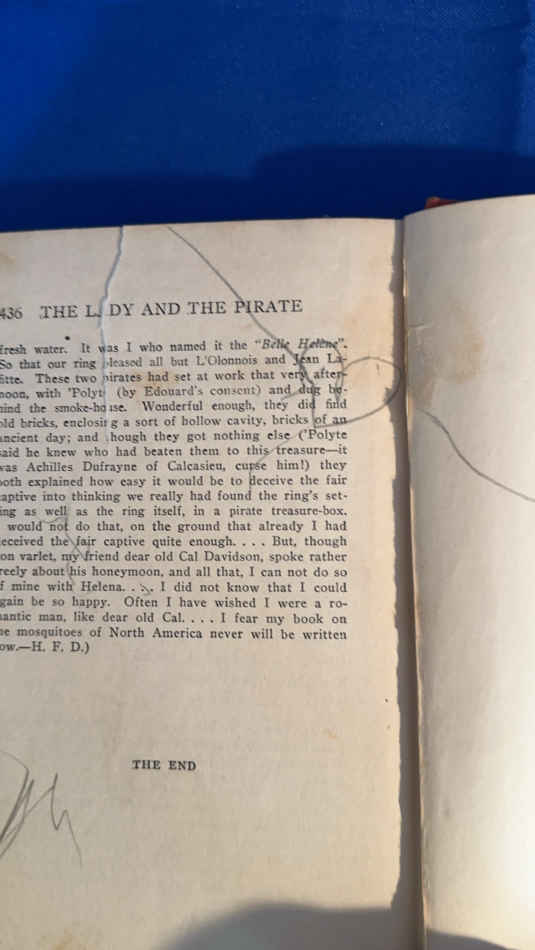 436 THE L DY AND THE PIRATE
fresh water. It was I who named it the "Belle Helène".
So that our ring pleased all but L'Olonnois and Jean La-
fitte. These two pirates had set at work that very after-
noon, with 'Polyte (by Edouard's consent) and dug be-
hind the smoke-house. Wonderful enough, they did find
old bricks, enclosing a sort of hollow cavity, bricks of an
ancient day; and though they got nothing else ('Polyte
said he knew who had beaten them to this treasure—it
was Achilles Dufrayne of Calcasieu, curse him!) they
both explained how easy it would be to deceive the fair
captive into thinking we really had found the ring's set-
ting as well as the ring itself, in a pirate treasure-box.
would not do that, on the ground that already I had
deceived the fair captive quite enough. . . . But, though
on varlet, my friend dear old Cal Davidson, spoke rather
freely about his honeymoon, and all that, I can not do so
of mine with Helena. . . . I did not know that I could
again be so happy. Often I have wished I were a ro-
mantic man, like dear old Cal. . . . I fear my book on
he mosquitoes of North America never will be written
ow.—H. F. D.)
THE END